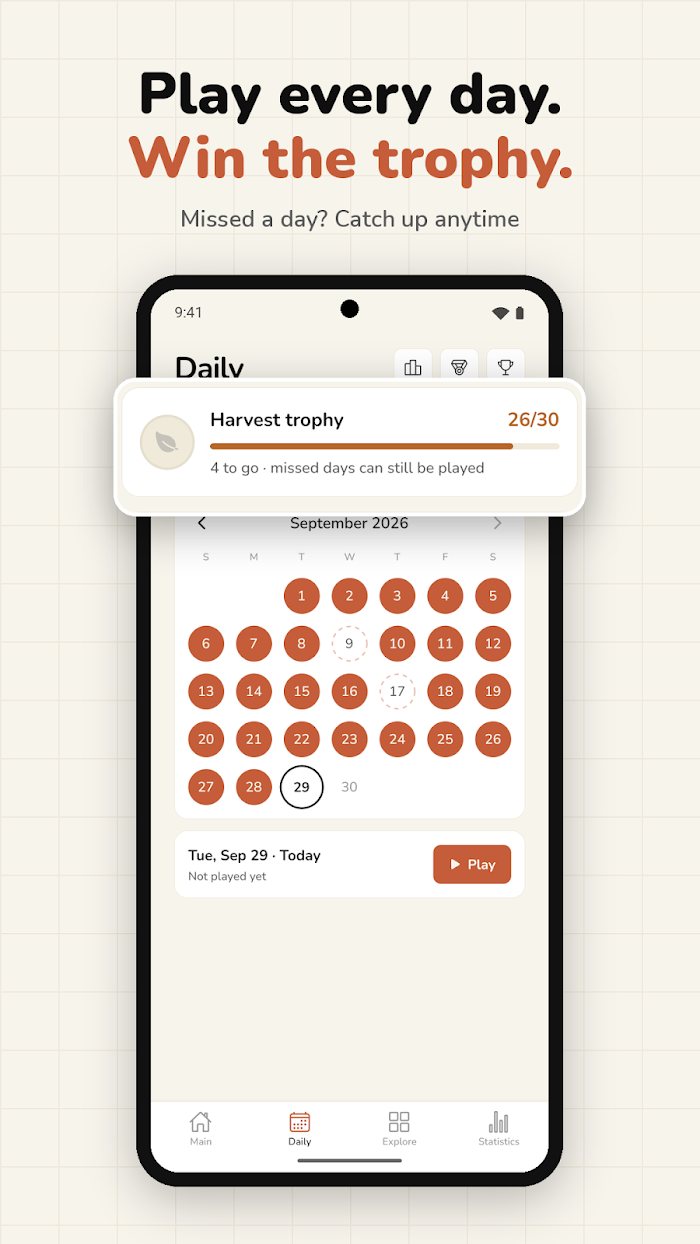 Play every day.
Win the trophy.
Missed a day? Catch up anytime
9:41
Daily
Harvest trophy 26/30
4 to go · missed days can still be played
September 2026
S M T W T F S
1 2 3 4 5
6 7 8 9 10 11 12
13 14 15 16 17 18 19
20 21 22 23 24 25 26
27 28 29 30
Tue, Sep 29 · Today
Not played yet
Play
Main Daily Explore Statistics